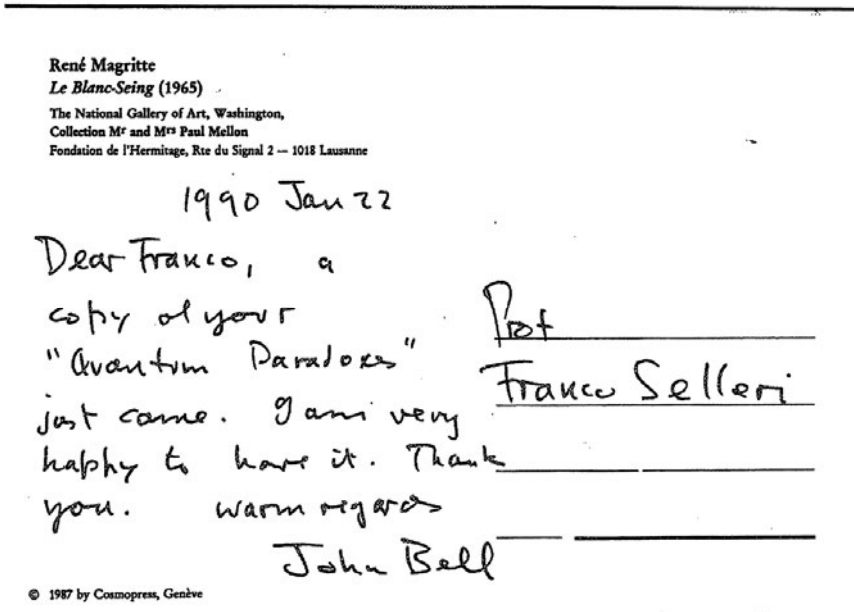 René Magritte
Le Blanc-Seing (1965)
The National Gallery of Art, Washington,
Collection Mr and Mrs Paul Mellon
Fondation de l'Hermitage, Rte du Signal 2 — 1018 Lausanne
1990 Jan 22
Dear Franco, a
copy of your
"Quantum Paradoxes"
just came. I am very
happy to have it. Thank
you. warm regards
John Bell
Prof
Franco Selleri
© 1987 by Cosmopress, Genève